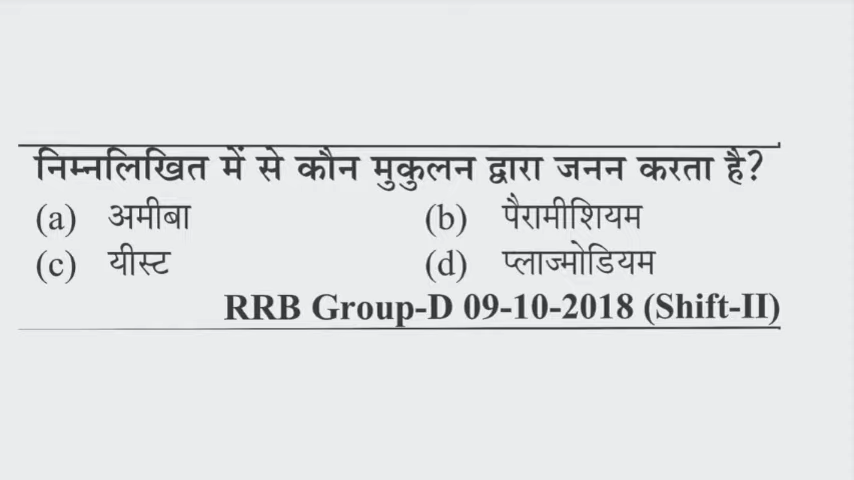 निम्नलिखित में से कौन मुकुलन द्वारा जनन करता है?
(a) अमीबा (b) पैरामीशियम
(c) यीस्ट (d) प्लाज्मोडियम
RRB Group-D 09-10-2018 (Shift-II)